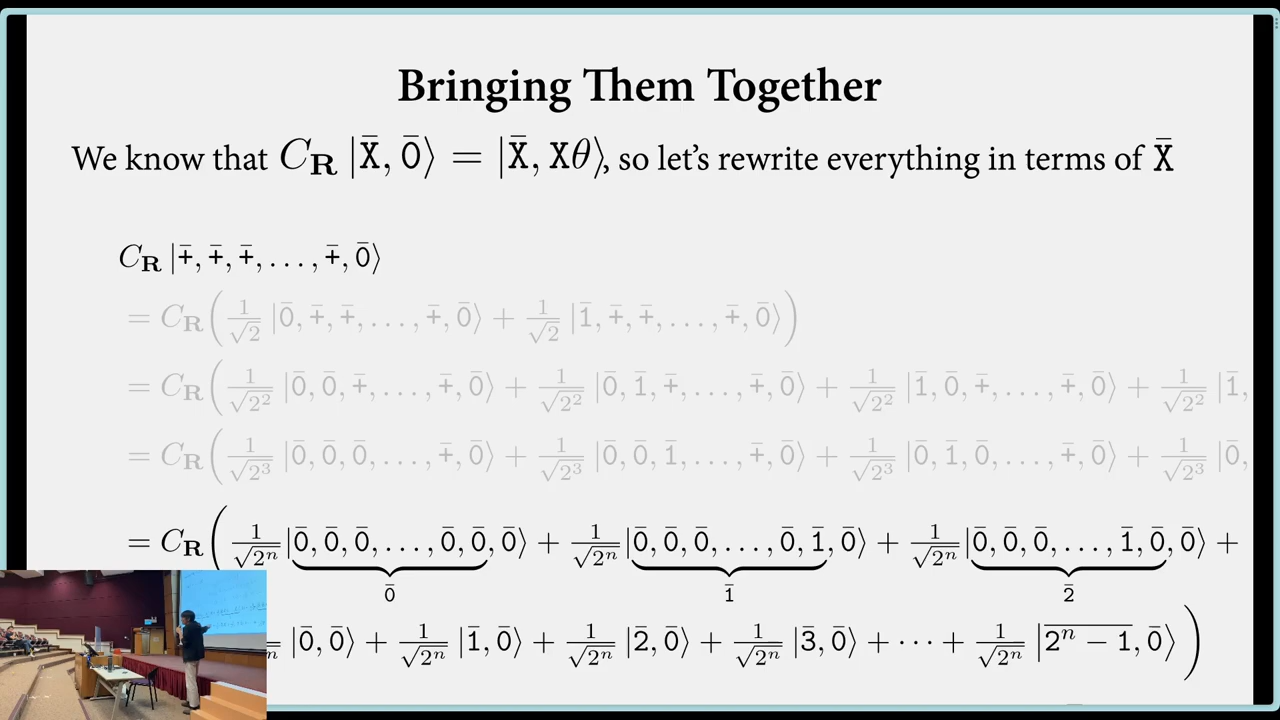 Bringing Them Together
We know that C_R |X̄, 0̄⟩ = |X̄, Xθ⟩, so let's rewrite everything in terms of X̄
C_R |+̄, +̄, +̄, ..., +̄, 0̄⟩
= C_R( 1/√2 |0̄, +̄, +̄, ..., +̄, 0̄⟩ + 1/√2 |1̄, +̄, +̄, ..., +̄, 0̄⟩ )
= C_R( 1/√2² |0̄, 0̄, +̄, ..., +̄, 0̄⟩ + 1/√2² |0̄, 1̄, +̄, ..., +̄, 0̄⟩ + 1/√2² |1̄, 0̄, +̄, ..., +̄, 0̄⟩ + 1/√2² |1̄,
= C_R( 1/√2³ |0̄, 0̄, 0̄, ..., +̄, 0̄⟩ + 1/√2³ |0̄, 0̄, 1̄, ..., +̄, 0̄⟩ + 1/√2³ |0̄, 1̄, 0̄, ..., +̄, 0̄⟩ + 1/√2³ |0̄,
= C_R( 1/√2ⁿ |0̄, 0̄, 0̄, ..., 0̄, 0̄, 0̄⟩ + 1/√2ⁿ |0̄, 0̄, 0̄, ..., 0̄, 1̄, 0̄⟩ + 1/√2ⁿ |0̄, 0̄, 0̄, ..., 1̄, 0̄, 0̄⟩ +
0̄ 1̄ 2̄
|0̄, 0̄⟩ + 1/√2ⁿ |1̄, 0̄⟩ + 1/√2ⁿ |2̄, 0̄⟩ + 1/√2ⁿ |3̄, 0̄⟩ + ⋯ + 1/√2ⁿ |2ⁿ − 1, 0̄⟩ )